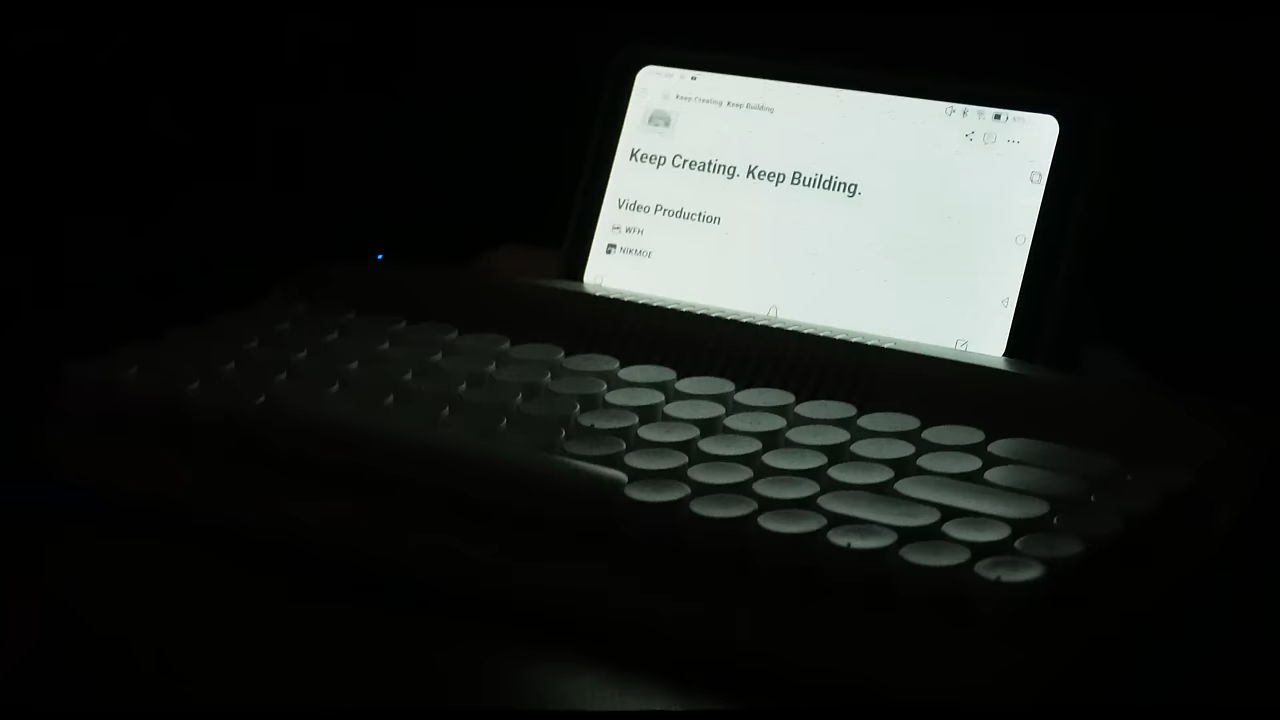 Keep Creating. Keep Building
Keep Creating. Keep Building.
Video Production
WFH
NIKMOE